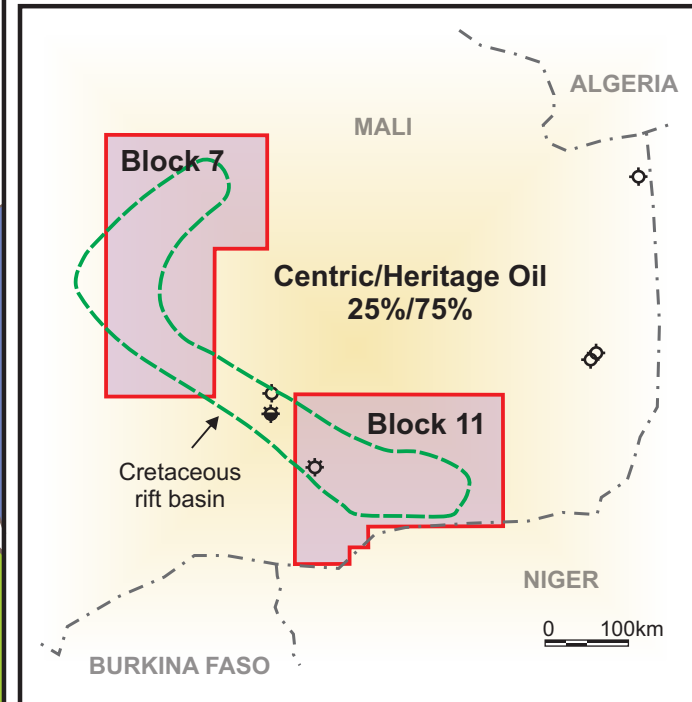 ALGERIA
MALI
Block 7
Centric/Heritage Oil
25%/75%
Block 11
Cretaceous
rift basin
NIGER
0 100km
BURKINA FASO